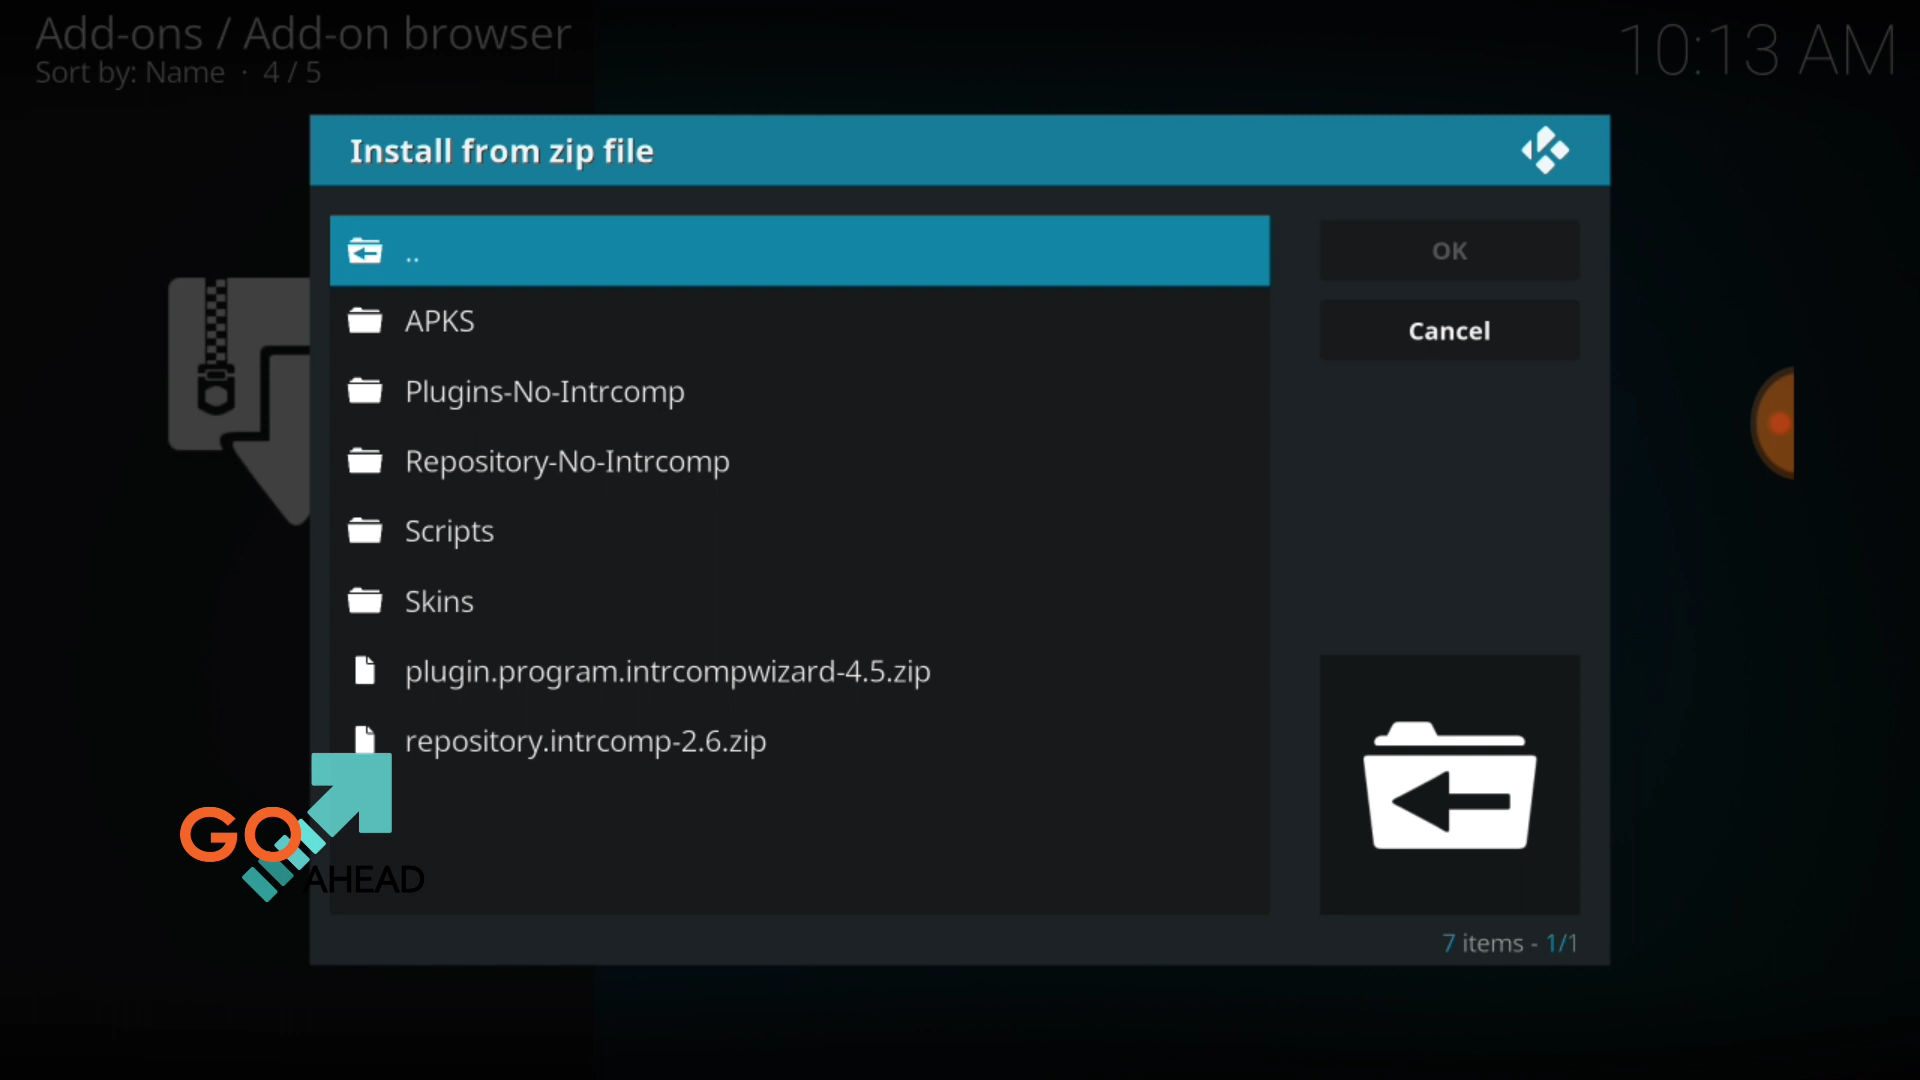 Add-ons / Add-on browser
Sort by: Name · 4 / 5
10:13 AM
Install from zip file
..
APKS
Plugins-No-Intrcomp
Repository-No-Intrcomp
Scripts
Skins
plugin.program.intrcompwizard-4.5.zip
repository.intrcomp-2.6.zip
OK
Cancel
GO
AHEAD
7 items - 1/1